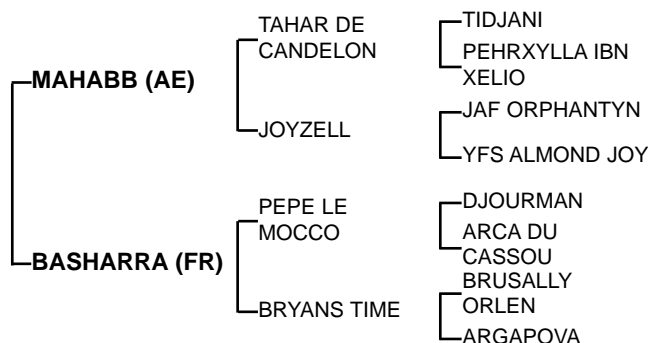 MAHABB (AE)
TAHAR DE
CANDELON
TIDJANI
PEHRXYLLA IBN
XELIO
JOYZELL
JAF ORPHANTYN
YFS ALMOND JOY
BASHARRA (FR)
PEPE LE
MOCCO
DJOURMAN
ARCA DU
CASSOU
BRYANS TIME
BRUSALLY
ORLEN
ARGAPOVA